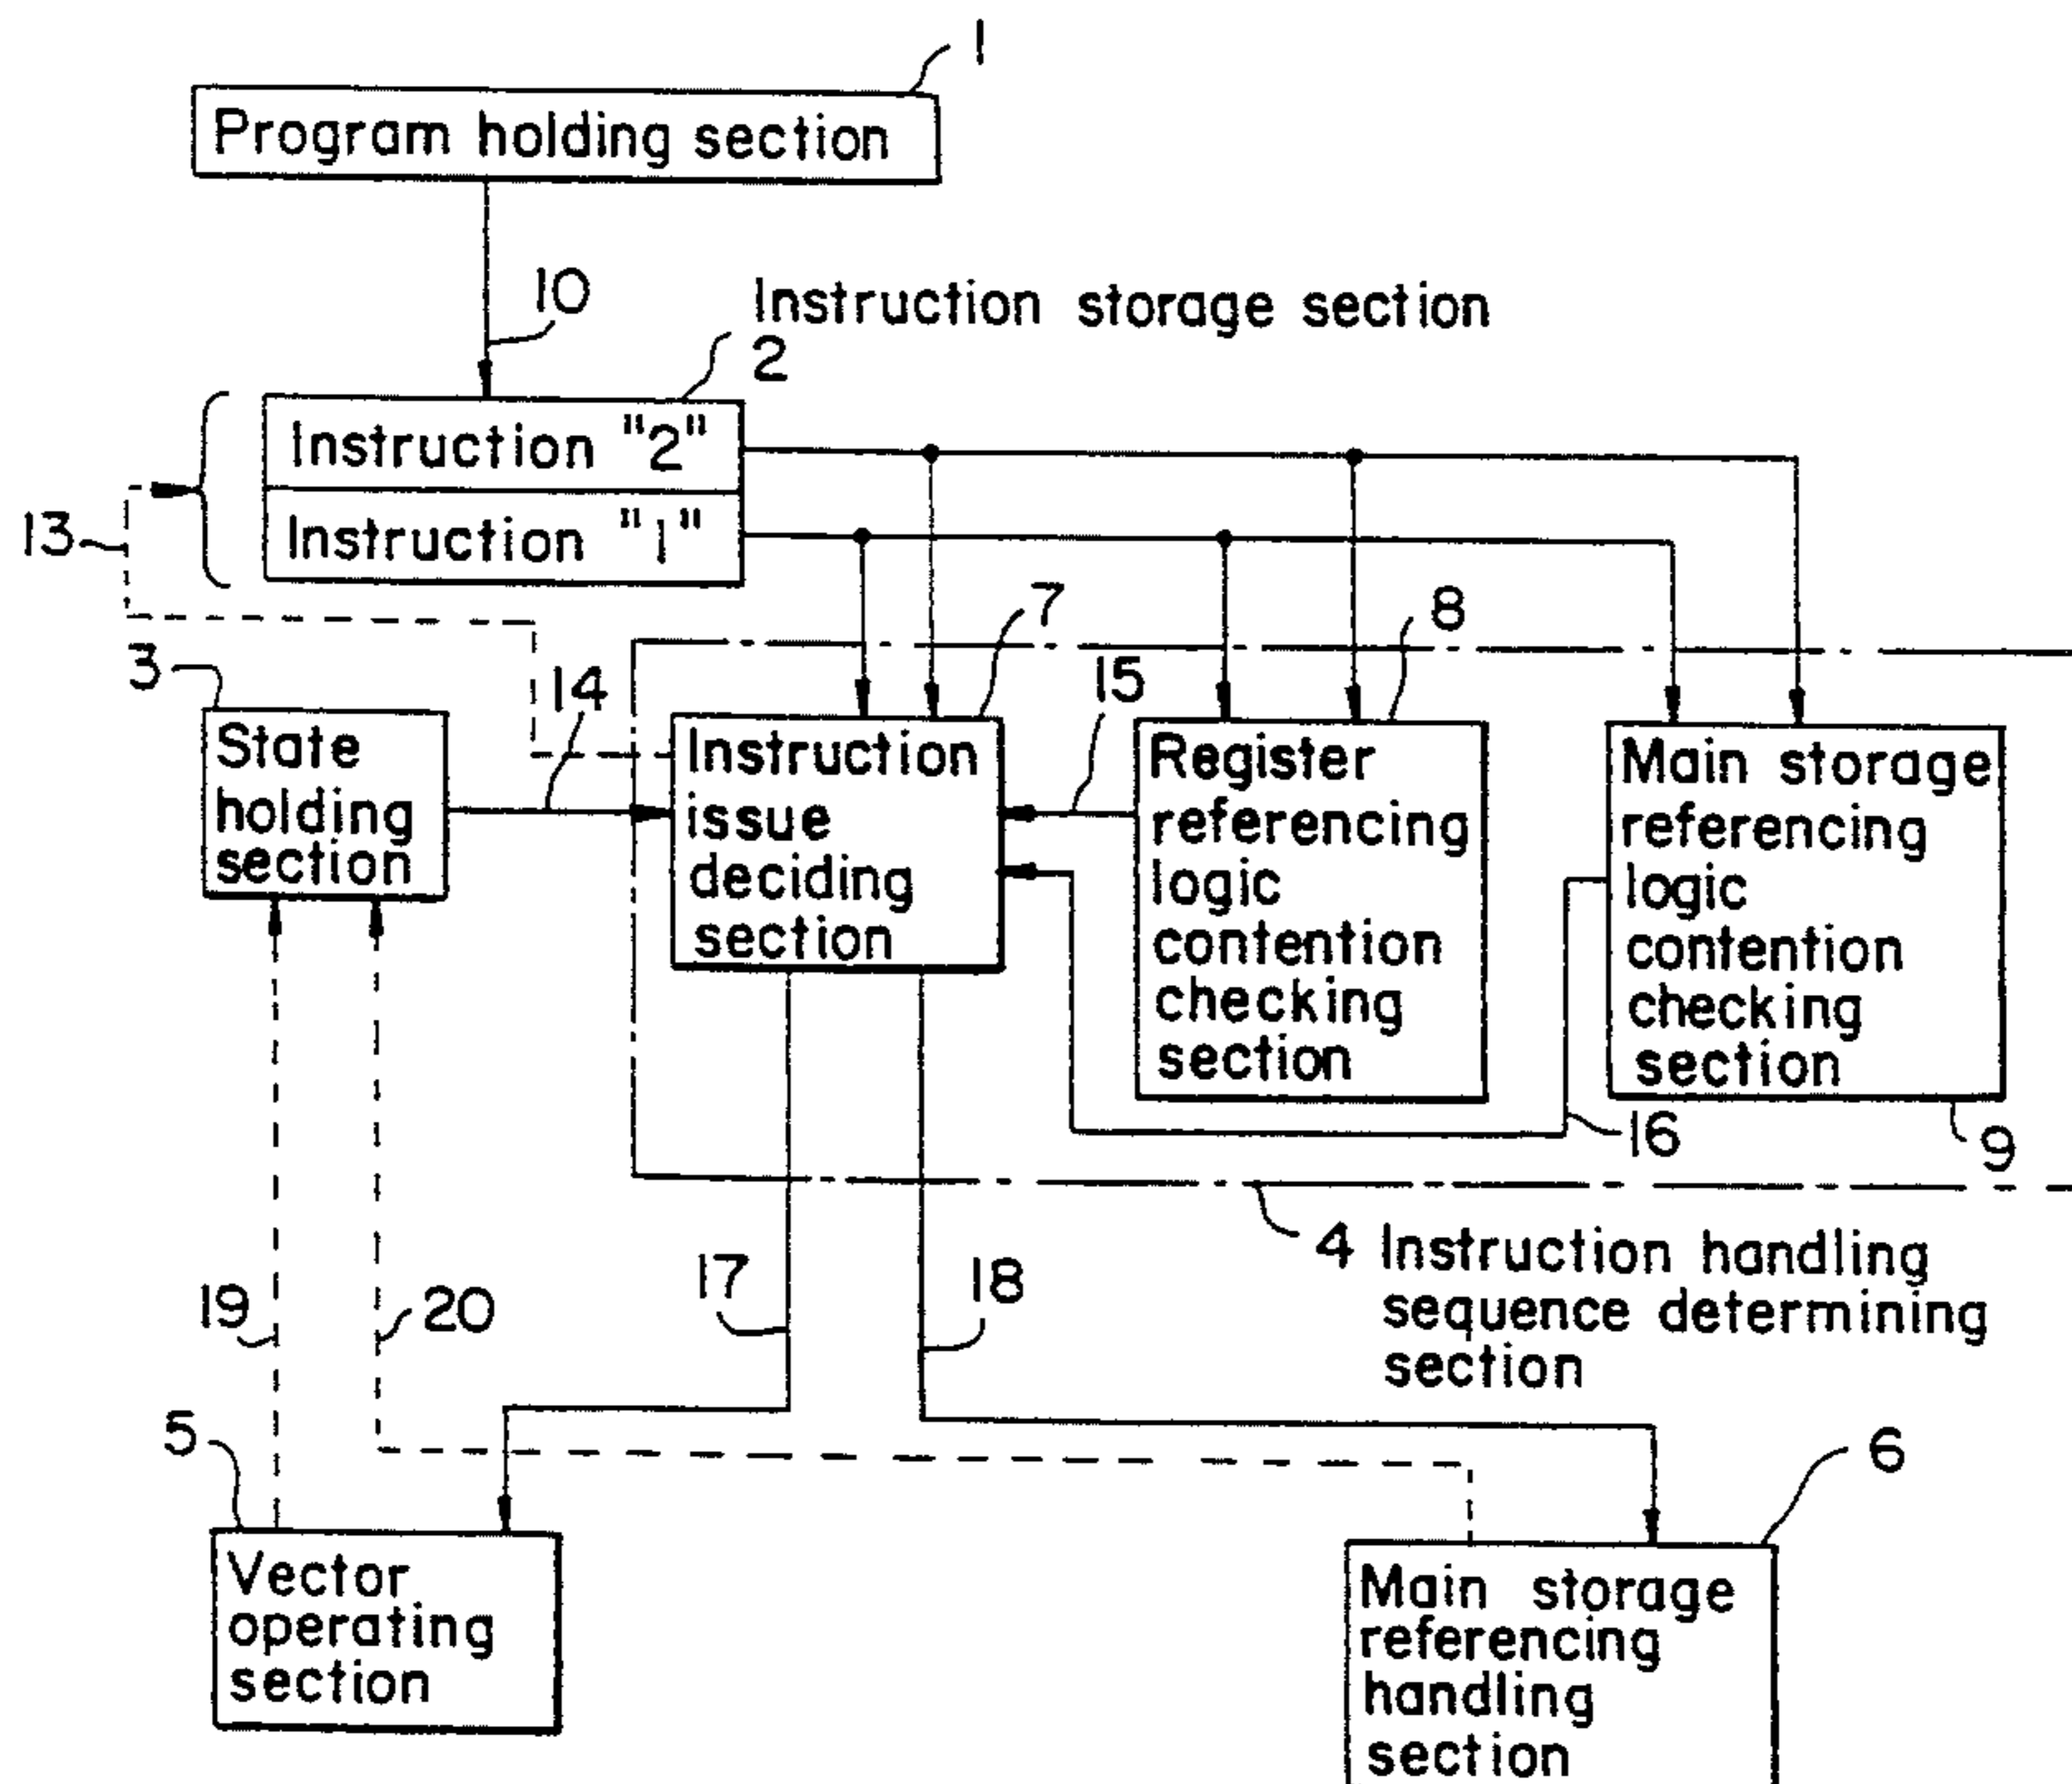 1
Program holding section
10
Instruction storage section
2
Instruction "2"
Instruction "1"
13
7
8
3
14
15
State
holding
section
Instruction
issue
deciding
section
Register
referencing
logic
contention
checking
section
Main storage
referencing
logic
contention
checking
section
16
9
4 Instruction handling
sequence determining
section
17
18
19
20
5
6
Vector
operating
section
Main storage
referencing
handling
section